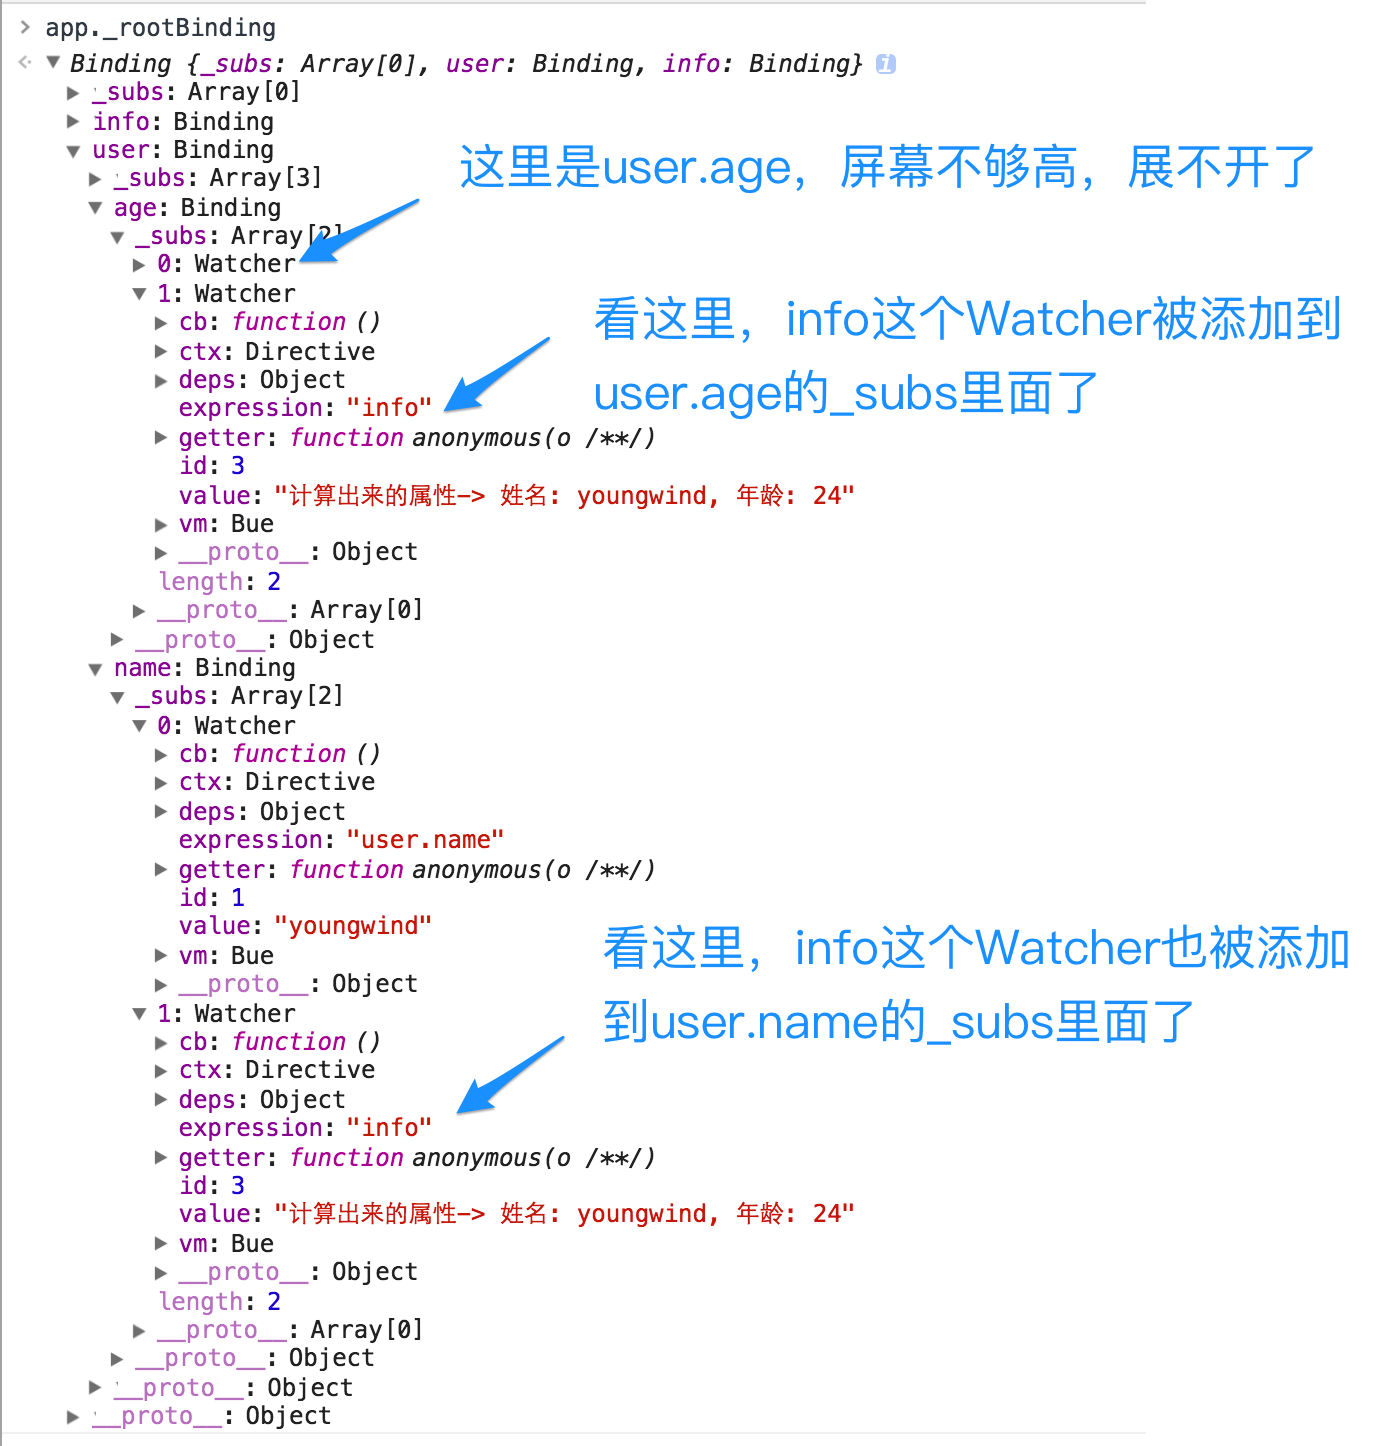 app._rootBinding
Binding {_subs: Array[0], user: Binding, info: Binding} i
_subs: Array[0]
info: Binding
user: Binding
这里是user.age，屏幕不够高，展不开了
_subs: Array[3]
age: Binding
_subs: Array[2]
0: Watcher
1: Watcher
看这里，info这个Watcher被添加到
user.age的_subs里面了
cb: function ()
ctx: Directive
deps: Object
expression: "info"
getter: function anonymous(o /**/)
id: 3
value: "计算出来的属性-> 姓名: youngwind, 年龄: 24"
vm: Bue
__proto__: Object
length: 2
__proto__: Array[0]
__proto__: Object
name: Binding
_subs: Array[2]
0: Watcher
cb: function ()
ctx: Directive
deps: Object
expression: "user.name"
getter: function anonymous(o /**/)
id: 1
value: "youngwind"
vm: Bue
__proto__: Object
看这里，info这个Watcher也被添加
到user.name的_subs里面了
1: Watcher
cb: function ()
ctx: Directive
deps: Object
expression: "info"
getter: function anonymous(o /**/)
id: 3
value: "计算出来的属性-> 姓名: youngwind, 年龄: 24"
vm: Bue
__proto__: Object
length: 2
__proto__: Array[0]
__proto__: Object
__proto__: Object
__proto__: Object